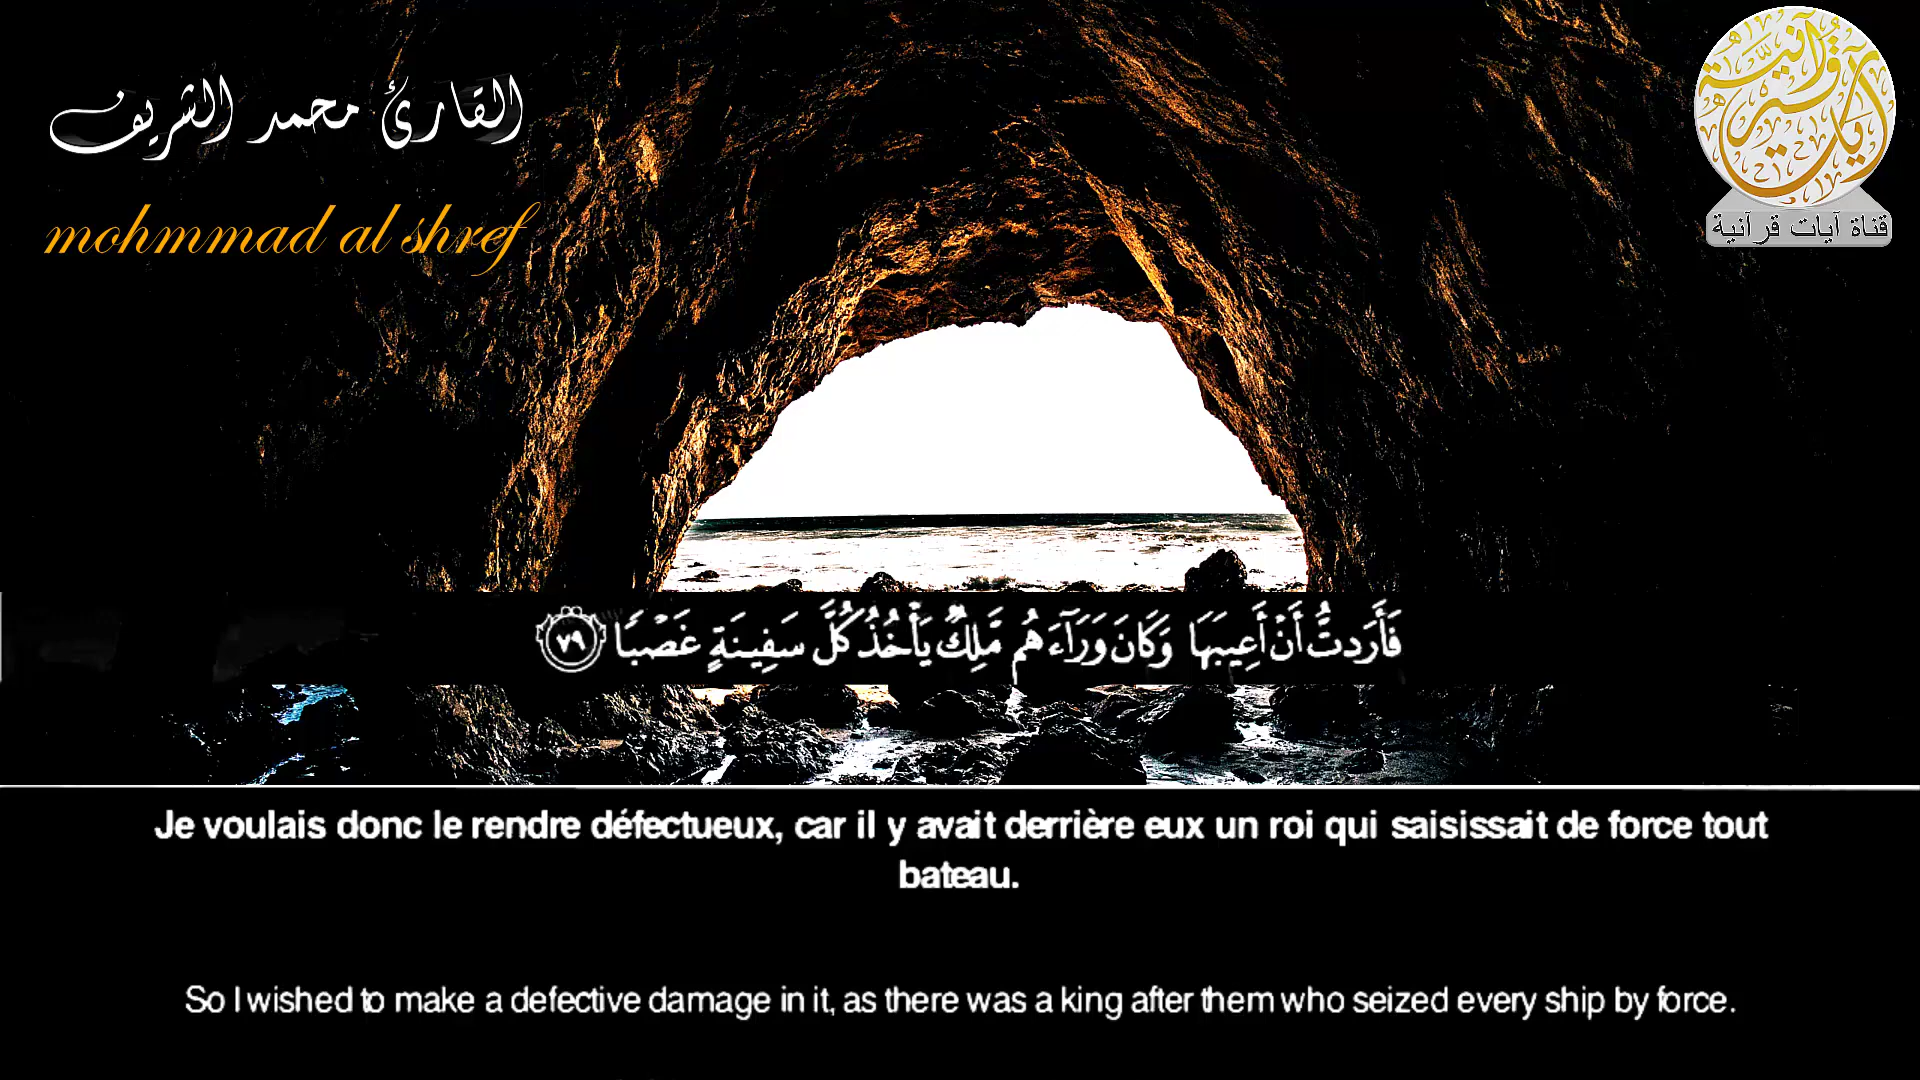 القارئ محمد الشريف
mohmmad al shref
آيات قرآنية
قناة آيات قرآنية
فَأَرَدتُّ أَنْ أَعِيبَهَا وَكَانَ وَرَآءَهُم مَّلِكٌ يَأْخُذُ كُلَّ سَفِينَةٍ غَصْبًا ٧٩
Je voulais donc le rendre défectueux, car il y avait derrière eux un roi qui saisissait de force tout
bateau.
So I wished to make a defective damage in it, as there was a king after them who seized every ship by force.